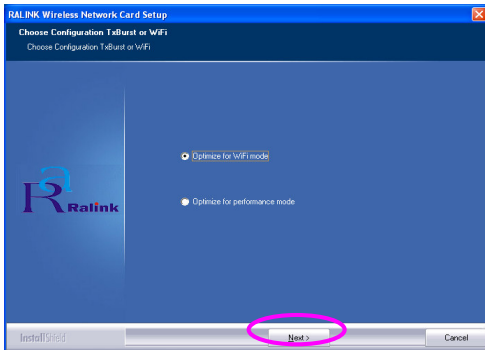 RALINK Wireless Network Card Setup
Choose Configuration TxBurst or WiFi
Choose Configuration TxBurst or WiFi
Optimize for WiFi mode
Ralink
Optimize for performance mode
InstallShield
Next >
Cancel